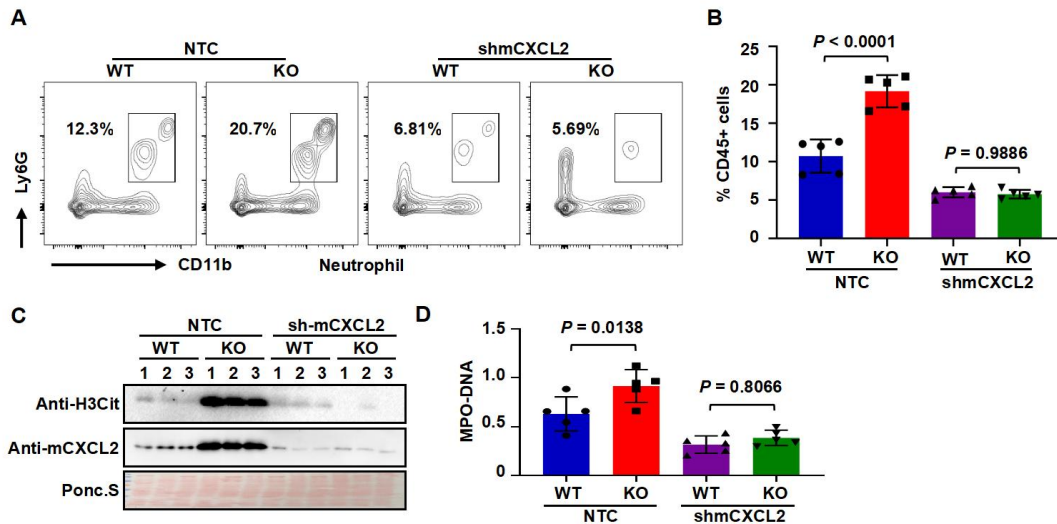 A
NTC
shmCXCL2
WT
KO
WT
KO
12.3%
20.7%
6.81%
5.69%
Ly6G
CD11b
Neutrophil
B
P < 0.0001
P = 0.9886
% CD45+ cells
25
20
15
10
5
0
WT
KO
WT
KO
NTC
shmCXCL2
C
NTC
sh-mCXCL2
WT
KO
WT
KO
1 2 3 1 2 3 1 2 3 1 2 3
Anti-H3Cit
Anti-mCXCL2
Ponc.S
D
P = 0.0138
P = 0.8066
MPO-DNA
1.5
1.0
0.5
0
WT
KO
WT
KO
NTC
shmCXCL2